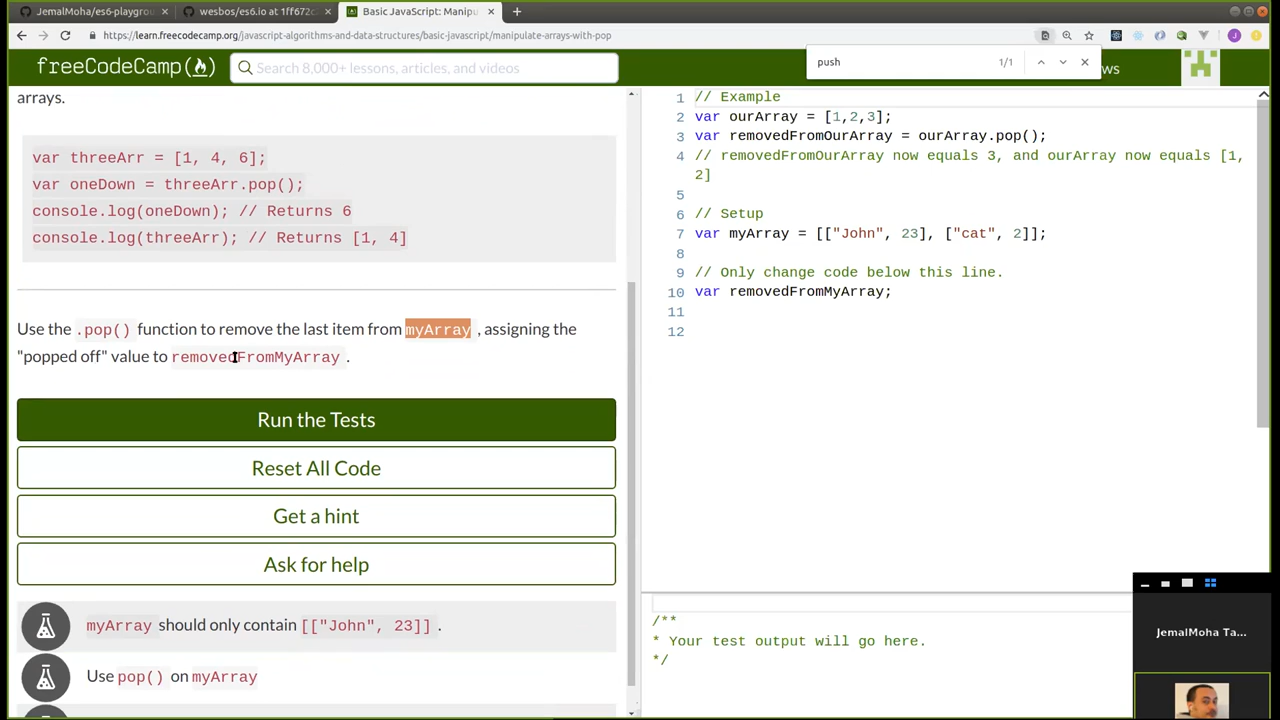 JemalMoha/es6-playgrou
wesbos/es6.io at 1ff672c
Basic JavaScript: Manipu
https://learn.freecodecamp.org/javascript-algorithms-and-data-structures/basic-javascript/manipulate-arrays-with-pop
freeCodeCamp
Search 8,000+ lessons, articles, and videos
push
1/1
ws
arrays.
var threeArr = [1, 4, 6];
var oneDown = threeArr.pop();
console.log(oneDown); // Returns 6
console.log(threeArr); // Returns [1, 4]
Use the .pop() function to remove the last item from myArray , assigning the
"popped off" value to removedFromMyArray .
Run the Tests
Reset All Code
Get a hint
Ask for help
myArray should only contain [["John", 23]] .
Use pop() on myArray
1 // Example
2 var ourArray = [1,2,3];
3 var removedFromOurArray = ourArray.pop();
4 // removedFromOurArray now equals 3, and ourArray now equals [1,
2]
5
6 // Setup
7 var myArray = [["John", 23], ["cat", 2]];
8
9 // Only change code below this line.
10 var removedFromMyArray;
11
12
/**
* Your test output will go here.
*/
JemalMoha Ta...